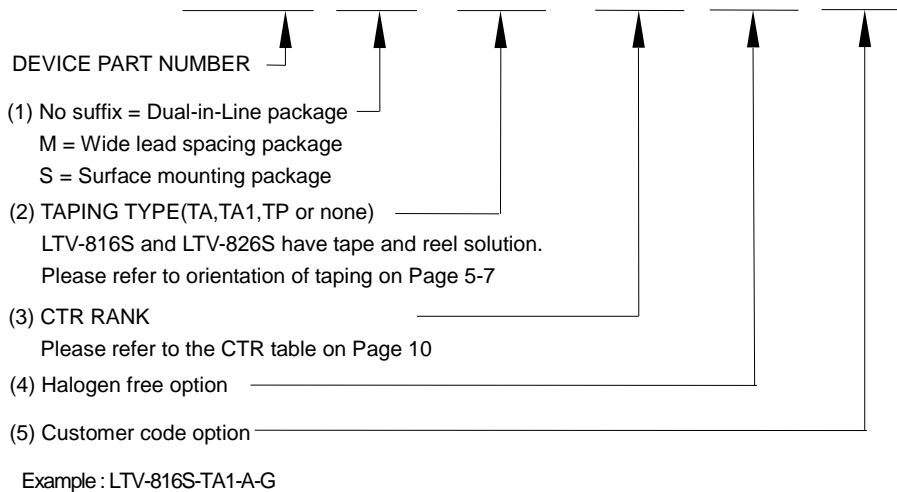 DEVICE PART NUMBER
(1) No suffix = Dual-in-Line package
M = Wide lead spacing package
S = Surface mounting package
(2) TAPING TYPE(TA,TA1,TP or none)
LTV-816S and LTV-826S have tape and reel solution.
Please refer to orientation of taping on Page 5-7
(3) CTR RANK
Please refer to the CTR table on Page 10
(4) Halogen free option
(5) Customer code option
Example : LTV-816S-TA1-A-G